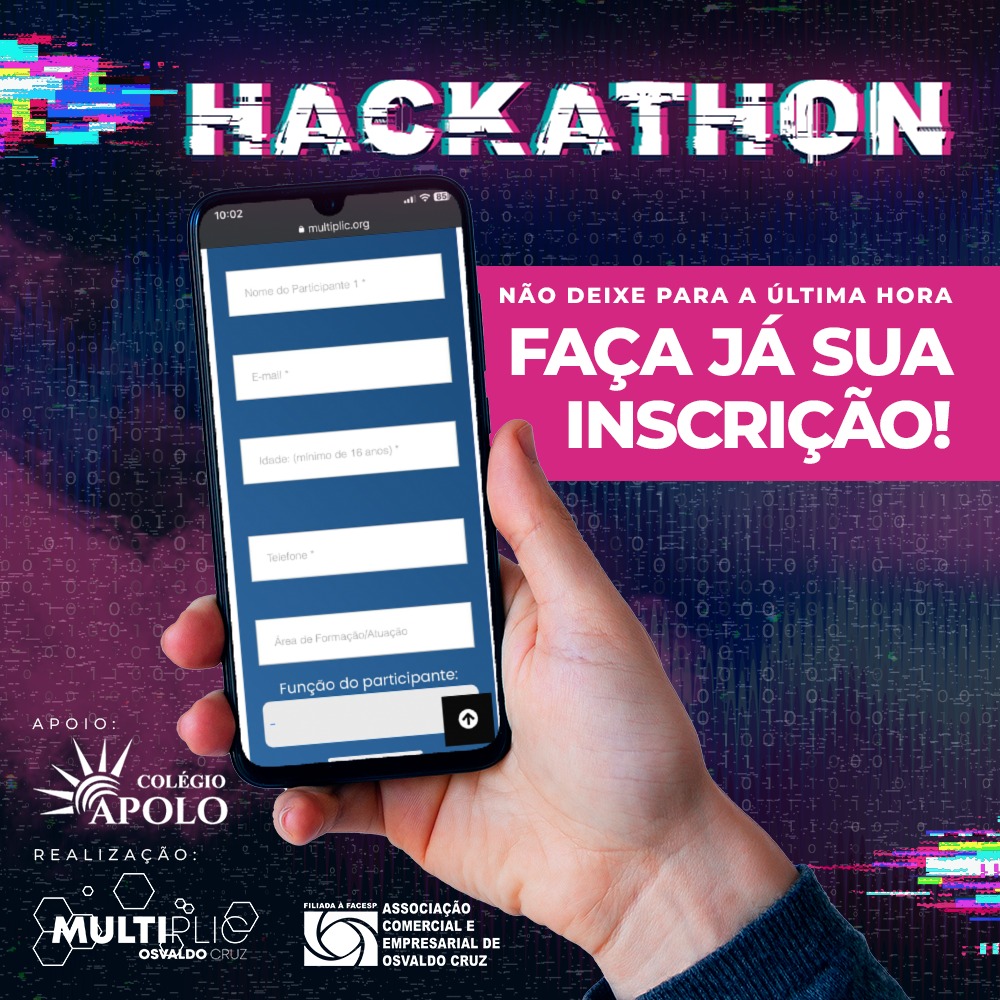 HACKATHON
10:02
85
multiplic.org
Nome do Participante 1 *
E-mail *
Idade: (mínimo de 16 anos) *
Telefone *
Área de Formação/Atuação
Função do participante:
–
NÃO DEIXE PARA A ÚLTIMA HORA
FAÇA JÁ SUA
INSCRIÇÃO!
APOIO:
COLÉGIO
APOLO
REALIZAÇÃO:
MULTIPLIC
OSVALDO CRUZ
FILIADA À FACESP
ASSOCIAÇÃO
COMERCIAL E
EMPRESARIAL DE
OSVALDO CRUZ